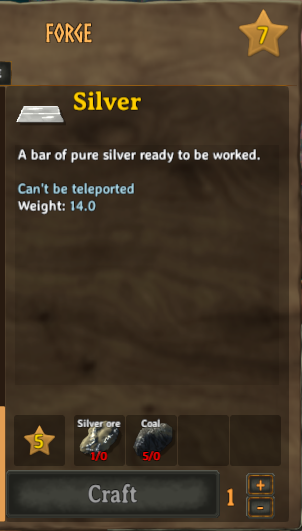 FORGE
7
Silver
A bar of pure silver ready to be worked.
Can't be teleported
Weight: 14.0
5
Silver ore
1/0
Coal
5/0
Craft
1
+
-